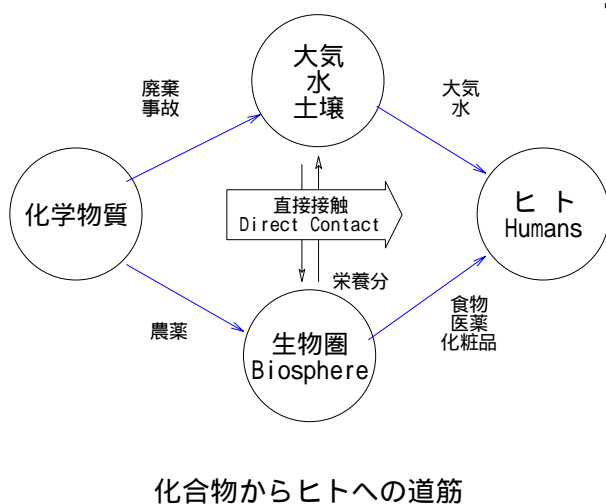 大気
水
土壌
廃棄
事故
大気
水
化学物質
直接接触
Direct Contact
ヒト
Humans
栄養分
農薬
生物圏
Biosphere
食物
医薬
化粧品
化合物からヒトへの道筋